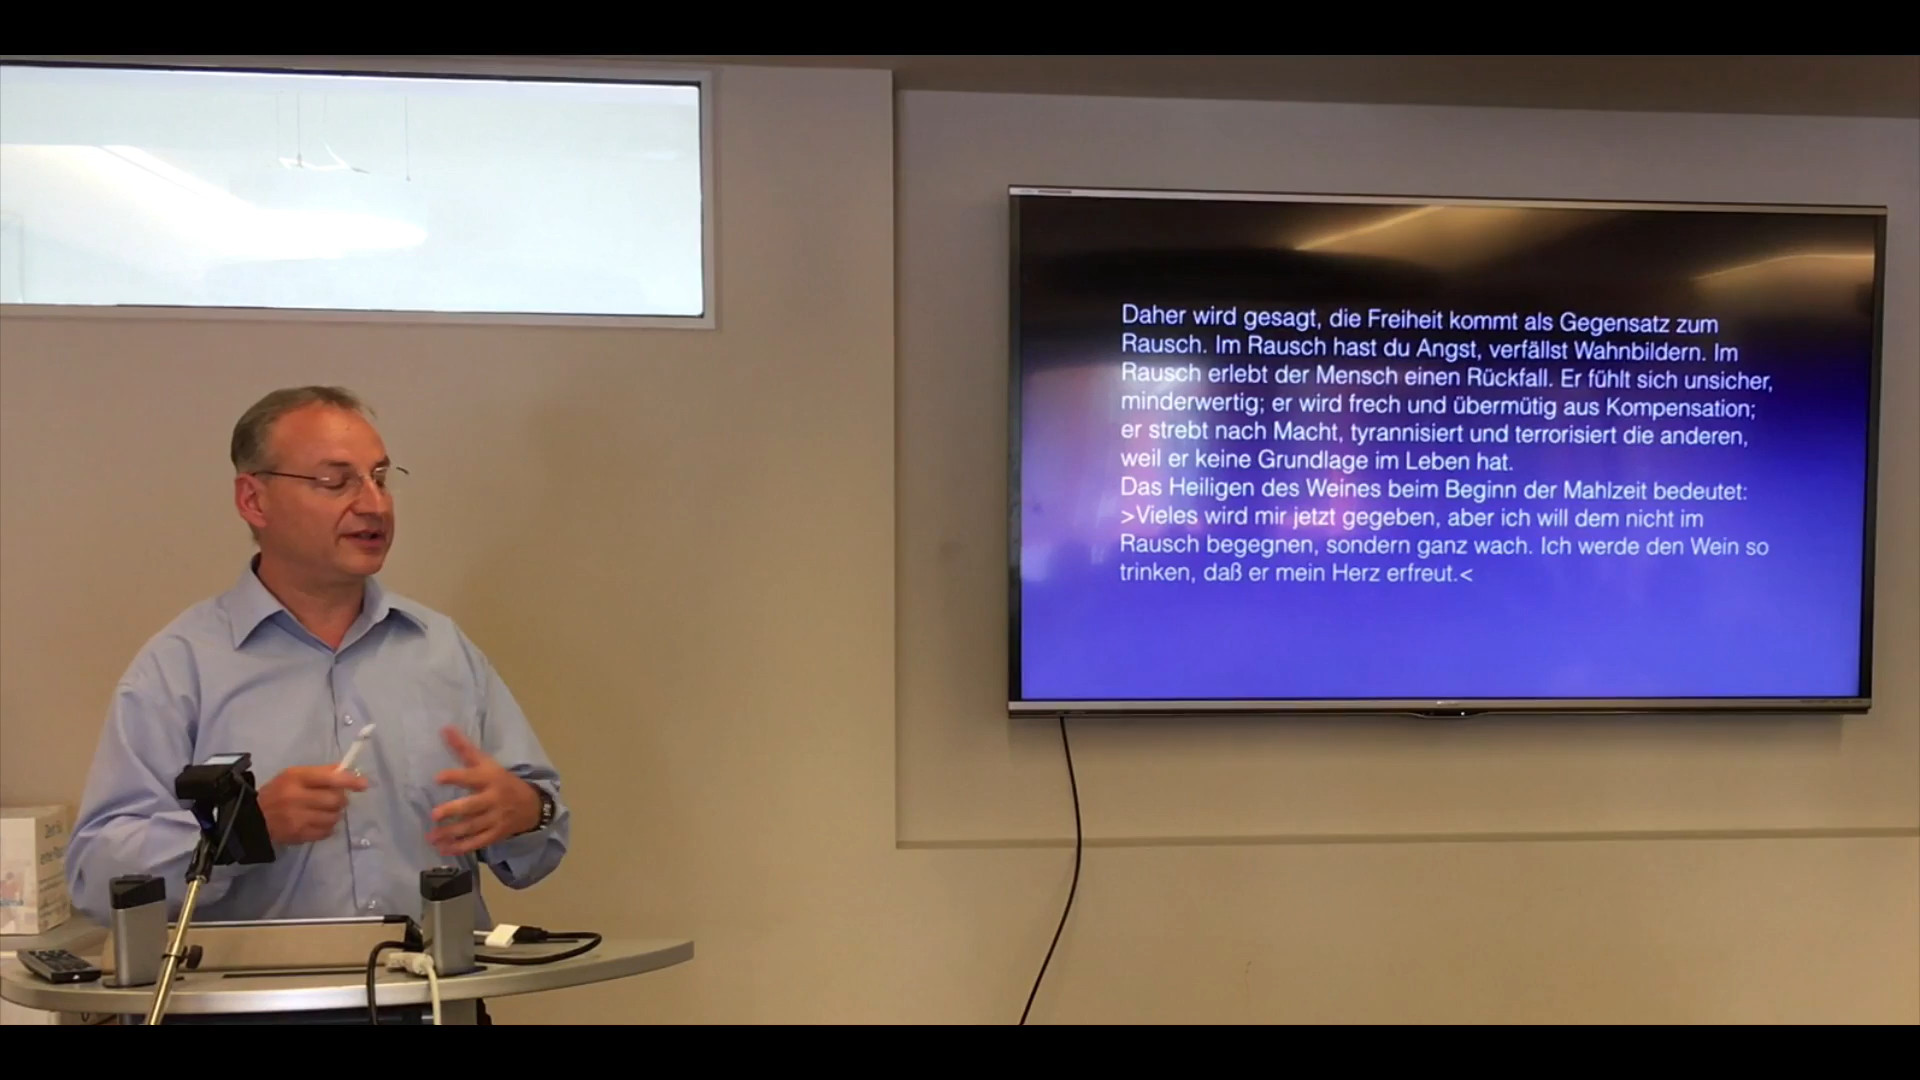 Daher wird gesagt, die Freiheit kommt als Gegensatz zum
Rausch. Im Rausch hast du Angst, verfällst Wahnbildern. Im
Rausch erlebt der Mensch einen Rückfall. Er fühlt sich unsicher,
minderwertig; er wird frech und übermütig aus Kompensation;
er strebt nach Macht, tyrannisiert und terrorisiert die anderen,
weil er keine Grundlage im Leben hat.
Das Heiligen des Weines beim Beginn der Mahlzeit bedeutet:
>Vieles wird mir jetzt gegeben, aber ich will dem nicht im
Rausch begegnen, sondern ganz wach. Ich werde den Wein so
trinken, daß er mein Herz erfreut.<